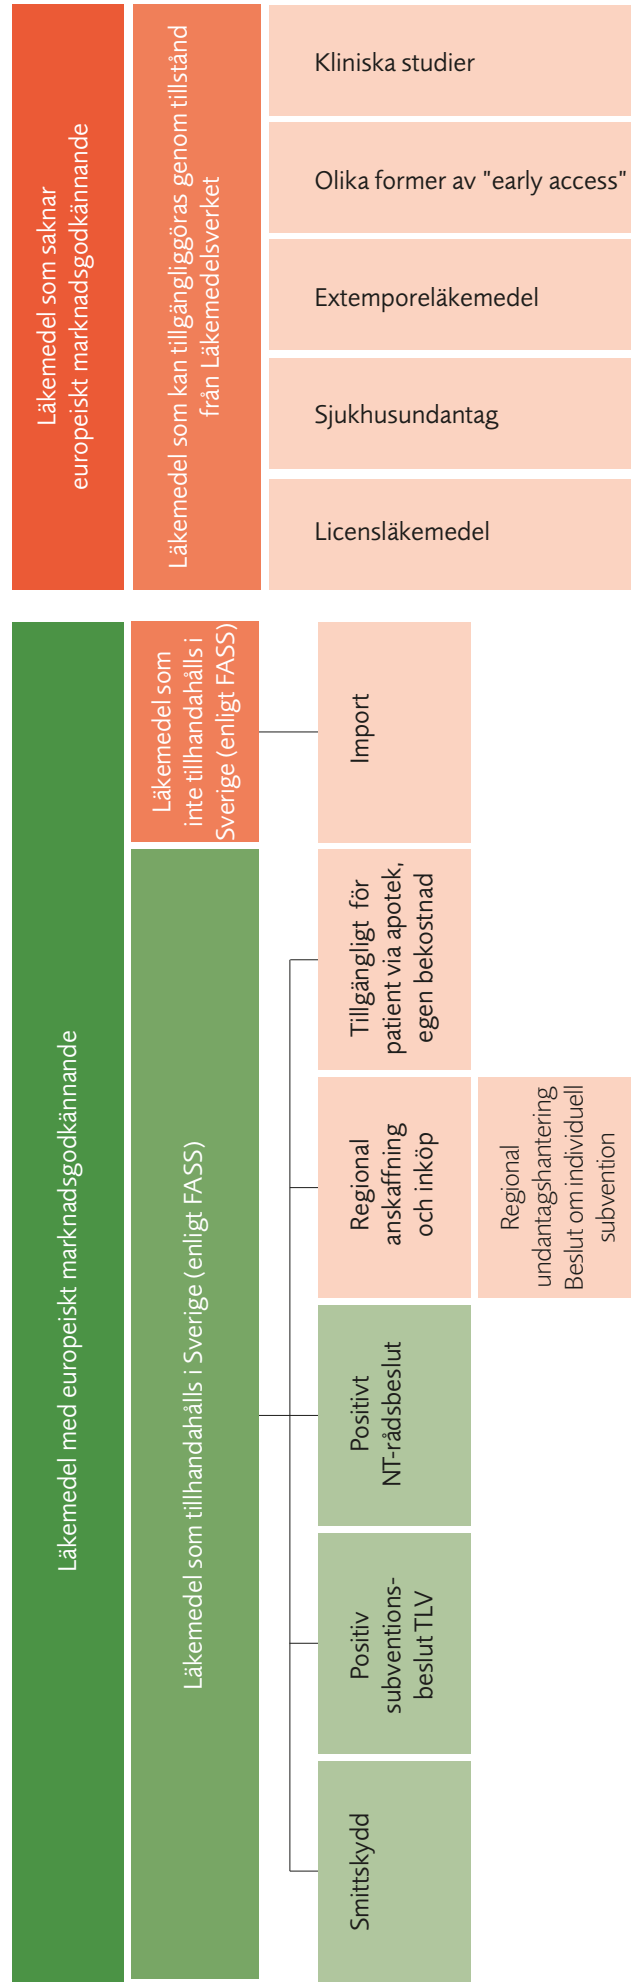 Läkemedel som saknar
europeiskt marknadsgodkännande
Läkemedel som kan tillgängliggöras genom tillstånd
från Läkemedelsverket
Kliniska studier
Olika former av "early access"
Extemporeläkemedel
Sjukhusundantag
Licensläkemedel
Läkemedel med europeiskt marknadsgodkännande
Läkemedel som
inte tillhandahålls i
Sverige (enligt FASS)
Import
Läkemedel som tillhandahålls i Sverige (enligt FASS)
Tillgängligt för
patient via apotek,
egen bekostnad
Regional
anskaffning
och inköp
Regional
undantagshantering
Beslut om individuell
subvention
Positivt
NT-rådsbeslut
Positiv
subventions-
beslut TLV
Smittskydd